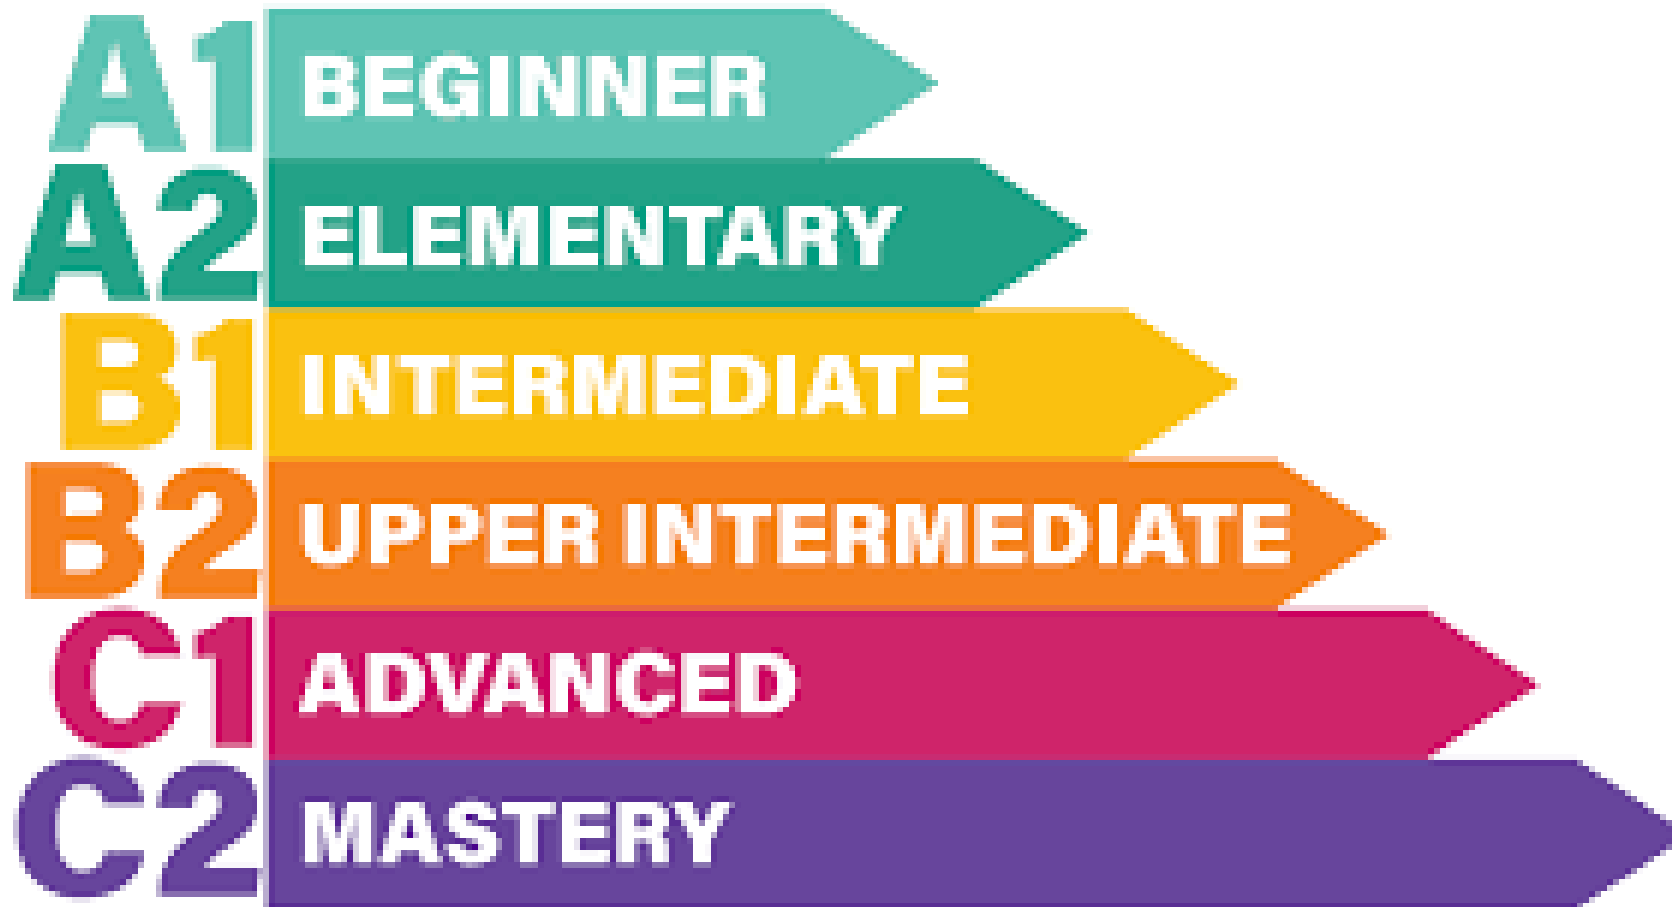 A1 BEGINNER
A2 ELEMENTARY
B1 INTERMEDIATE
B2 UPPER INTERMEDIATE
C1 ADVANCED
C2 MASTERY